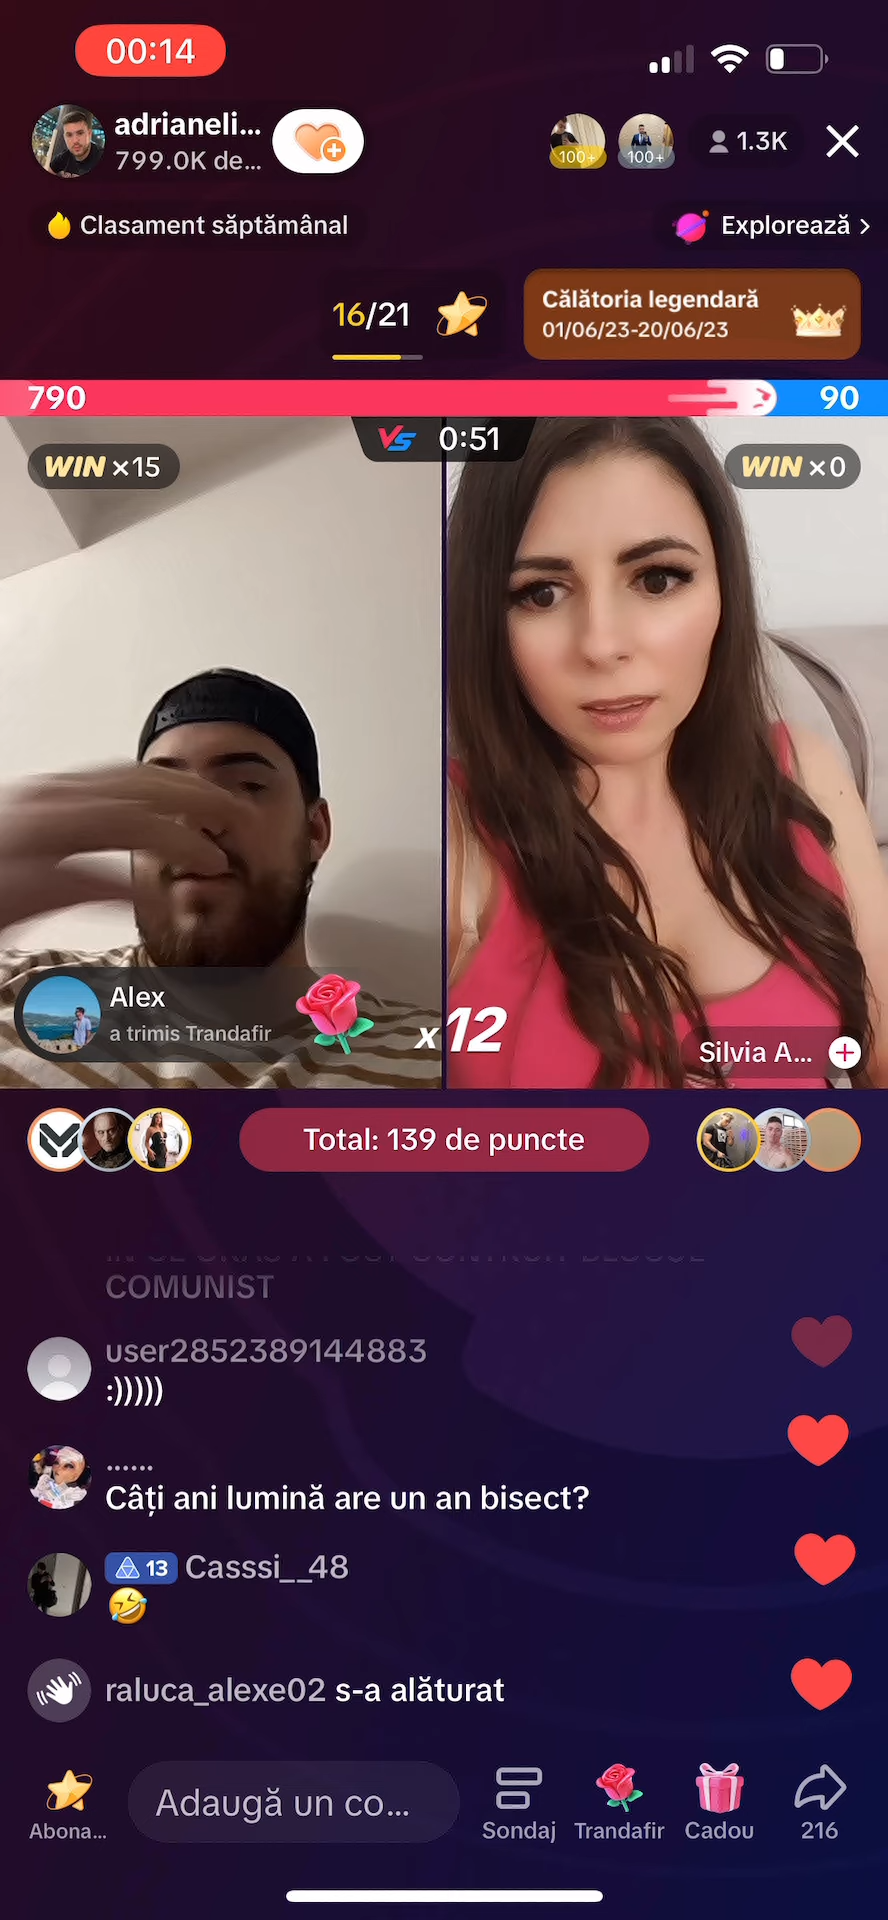 00:14
adrianeli...
799.0K de...
100+
100+
1.3K
Clasament săptămânal
Explorează >
16/21
Călătoria legendară
01/06/23-20/06/23
790
90
VS 0:51
WIN ×15
WIN ×0
Alex
a trimis Trandafir
x12
Silvia A...
Total: 139 de puncte
COMUNIST
user2852389144883
:)))))
......
Câți ani lumină are un an bisect?
13 Casssi__48
raluca_alexe02 s-a alăturat
Abona...
Adaugă un co...
Sondaj
Trandafir
Cadou
216